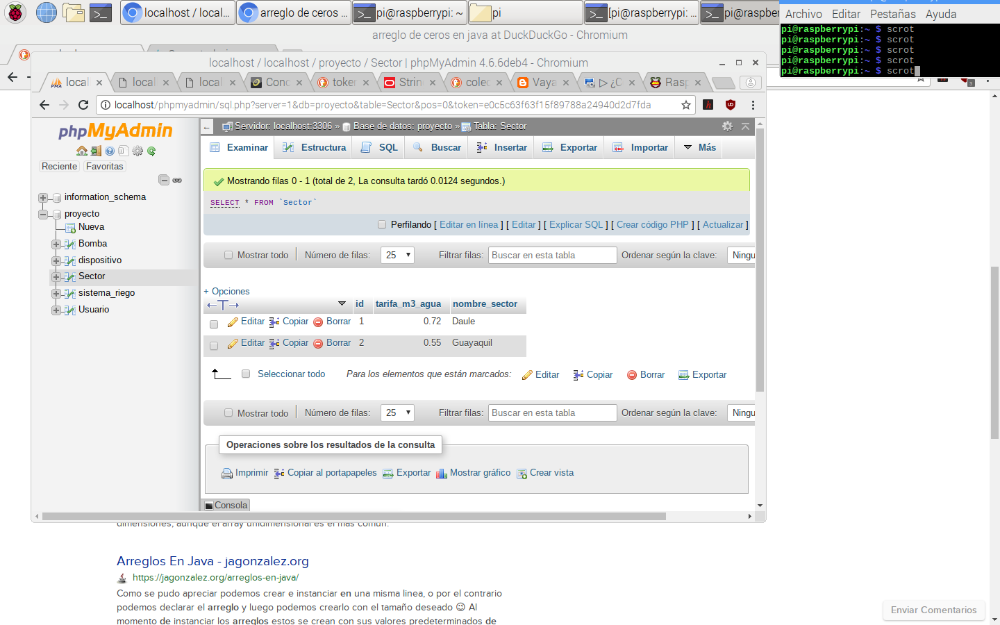 localhost / local...
arreglo de ceros ...
pi@raspberrypi: ~
pi
[pi@raspberrypi: ...
pi@raspberr
arreglo de ceros en java at DuckDuckGo - Chromium
Archivo Editar Pestañas Ayuda
pi@raspberrypi:~ $ scrot
pi@raspberrypi:~ $ scrot
pi@raspberrypi:~ $ scrot
pi@raspberrypi:~ $ scrot
pi@raspberrypi:~ $ scrot
localhost / localhost / proyecto / Sector | phpMyAdmin 4.6.6deb4 - Chromium
local
local
local
Conc
token
String
colec
Vaya
▷ ¿C
Rasp
localhost/phpmyadmin/sql.php?server=1&db=proyecto&table=Sector&pos=0&token=e0c5c63f63f15f89788a24940d2d7fda
3
phpMyAdmin
Servidor: localhost:3306 » Base de datos: proyecto » Tabla: Sector
Examinar Estructura SQL Buscar Insertar Exportar Importar Más
Reciente Favoritas
information_schema
proyecto
Nueva
Bomba
dispositivo
Sector
sistema_riego
Usuario
Mostrando filas 0 - 1 (total de 2, La consulta tardó 0.0124 segundos.)
SELECT * FROM `Sector`
Perfilando [ Editar en línea ] [ Editar ] [ Explicar SQL ] [ Crear código PHP ] [ Actualizar ]
Mostrar todo Número de filas: 25 Filtrar filas: Buscar en esta tabla Ordenar según la clave: Ningu
+ Opciones
←T→ id tarifa_m3_agua nombre_sector
Editar Copiar Borrar 1 0.72 Daule
Editar Copiar Borrar 2 0.55 Guayaquil
Seleccionar todo Para los elementos que están marcados: Editar Copiar Borrar Exportar
Mostrar todo Número de filas: 25 Filtrar filas: Buscar en esta tabla Ordenar según la clave: Ningu
Operaciones sobre los resultados de la consulta
Imprimir Copiar al portapapeles Exportar Mostrar gráfico Crear vista
Consola
dimensiones, aunque el array unidimensional es el más común.
Arreglos En Java - jagonzalez.org
https://jagonzalez.org/arreglos-en-java/
Como se pudo apreciar podemos crear e instanciar en una misma linea, o por el contrario
podemos declarar el arreglo y luego podemos crearlo con el tamaño deseado 😉 Al
momento de instanciar los arreglos estos se crean con sus valores predeterminados de
Enviar Comentarios